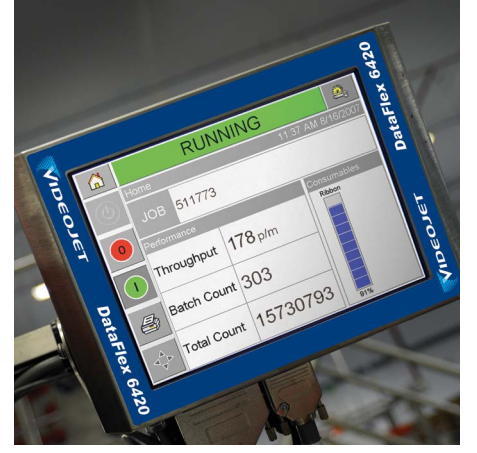 VIDEOJET
DataFlex 6420
RUNNING
Home
11:37 AM 8/16/2007
JOB 511773
Performance
Consumables
Throughput 178 p/m
Ribbon
Batch Count 303
Total Count 15730793
91%
0
I
DataFlex 6420
VIDEOJET